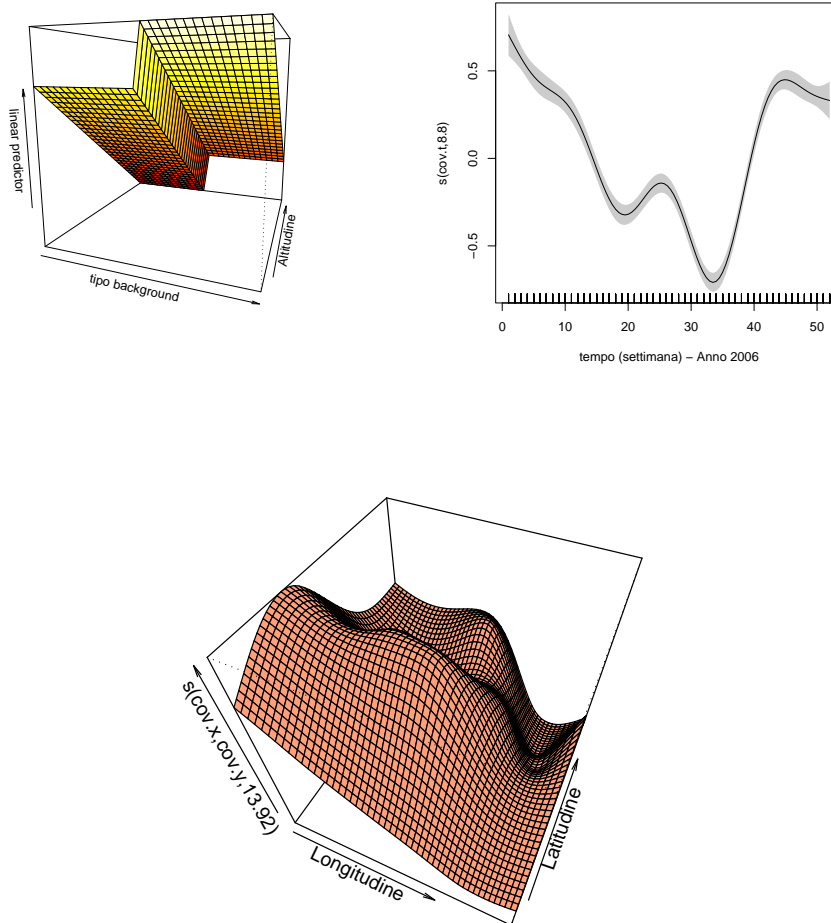 linear predictor
tipo background
Altitudine
s(cov.t,8.8)
0.5
0.0
−0.5
0 10 20 30 40 50
tempo (settimana) − Anno 2006
s(cov.x,cov.y,13.92)
Longitudine
Latitudine